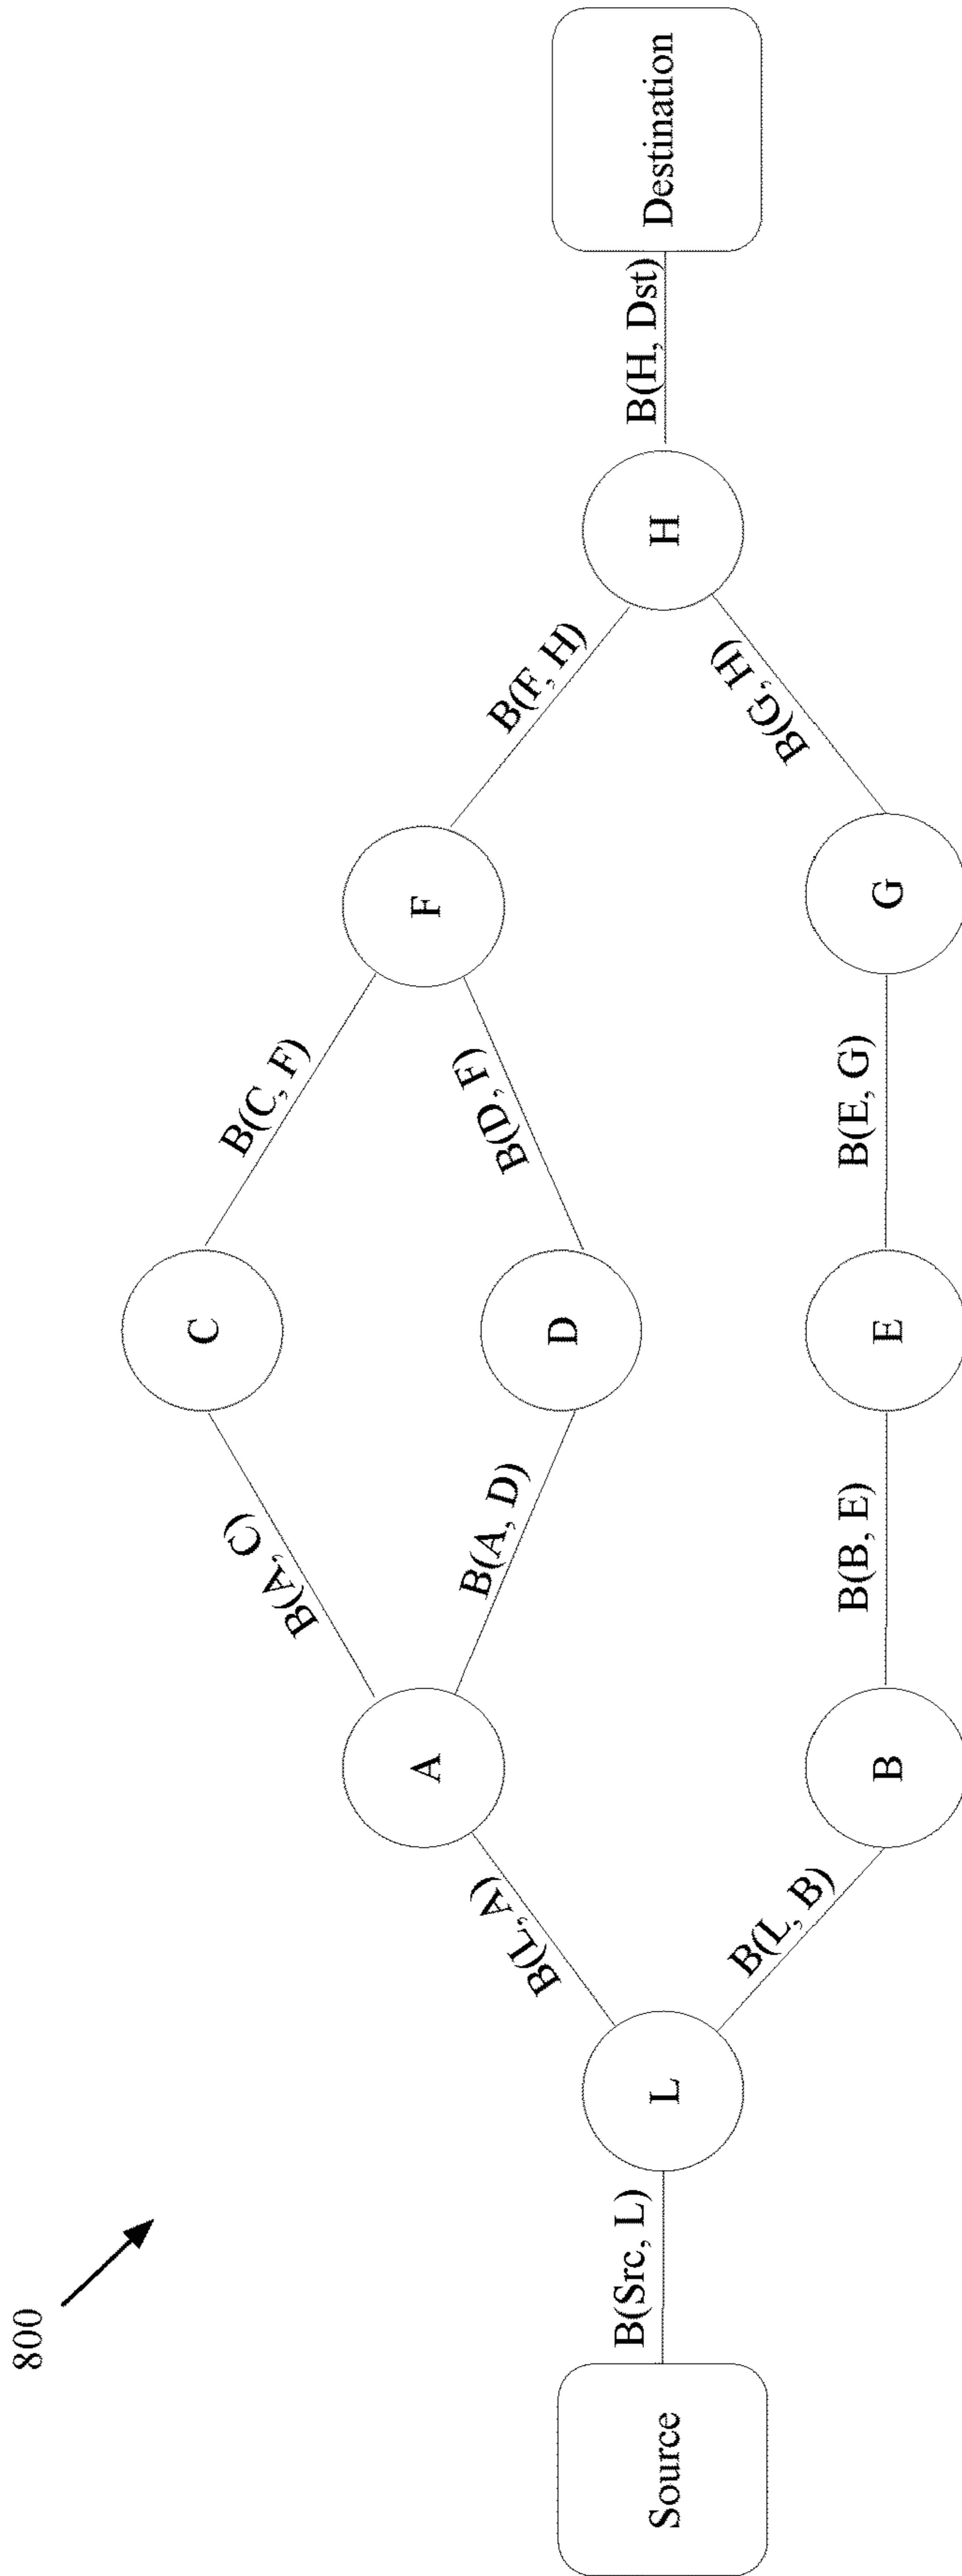 800
Source
B(Src, L)
L
B(L, A)
B(L, B)
A
B
B(A, C)
B(A, D)
B(B, E)
C
D
E
B(C, F)
B(D, F)
B(E, G)
F
G
B(F, H)
B(G, H)
H
B(H, Dst)
Destination